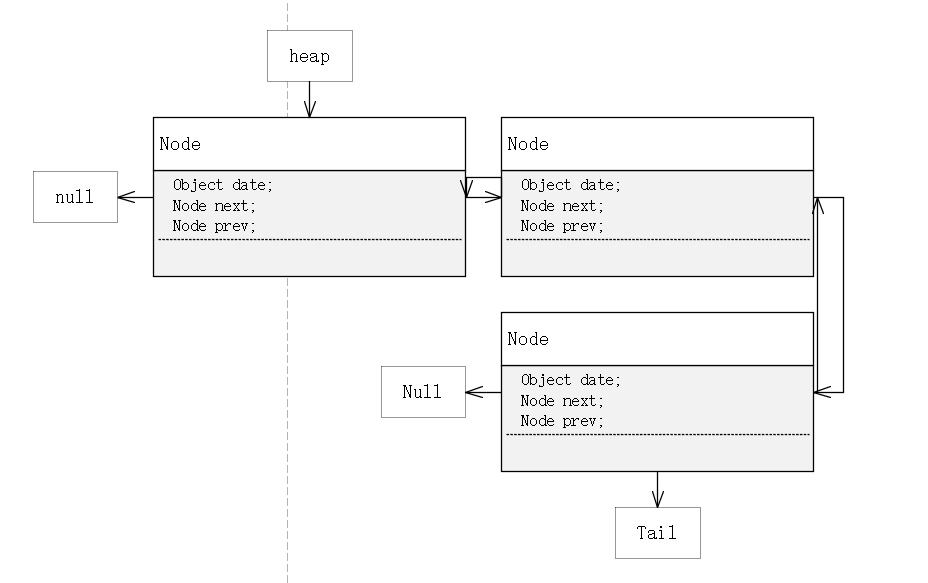 heap
Node
Object date;
Node next;
Node prev;
null
Node
Object date;
Node next;
Node prev;
Node
Object date;
Node next;
Node prev;
Null
Tail